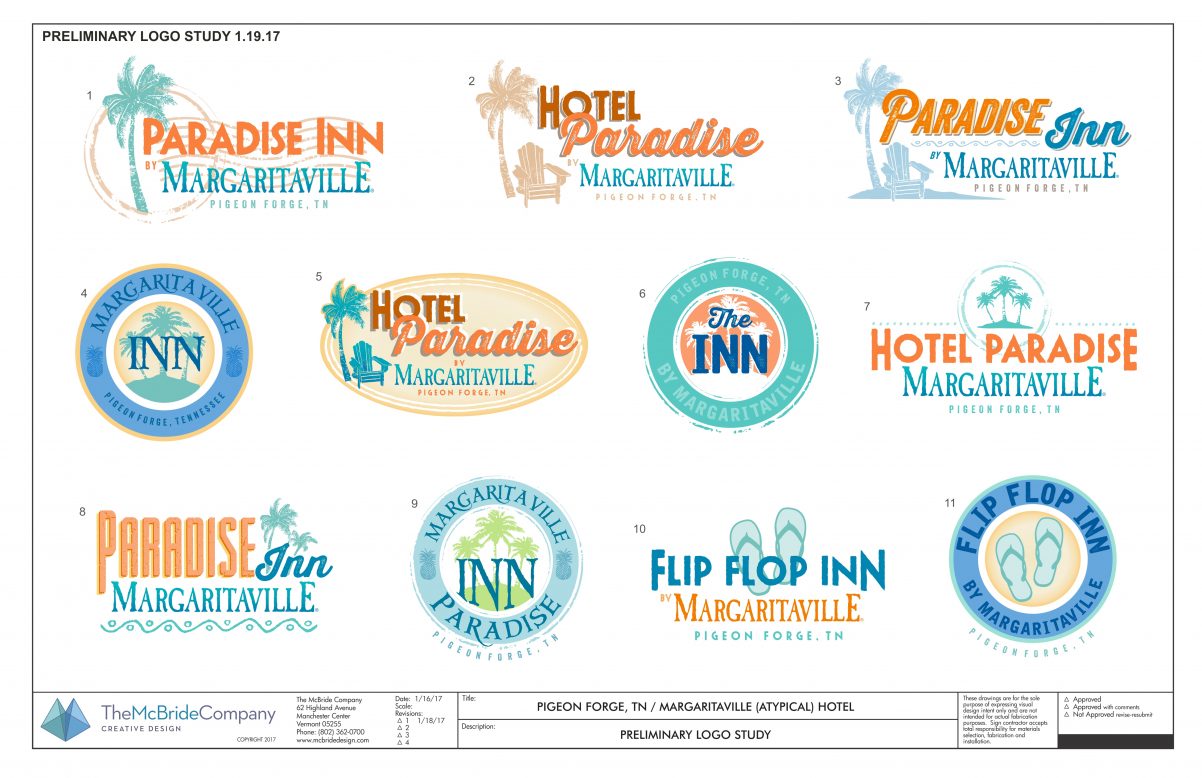 PRELIMINARY LOGO STUDY 1.19.17
1
PARADISE INN
BY MARGARITAVILLE®
PIGEON FORGE, TN
2
HOTEL
Paradise
BY
MARGARITAVILLE®
PIGEON FORGE, TN
3
PARADISE Inn
BY MARGARITAVILLE®
PIGEON FORGE, TN
4
MARGARITAVILLE
INN
PIGEON FORGE, TENNESSEE
5
HOTEL
Paradise
BY
MARGARITAVILLE®
PIGEON FORGE, TN
6
PIGEON FORGE, TN
The
INN
BY MARGARITAVILLE
7
HOTEL PARADISE
MARGARITAVILLE®
PIGEON FORGE, TN
8
PARADISE Inn
MARGARITAVILLE®
9
MARGARITAVILLE
INN
PARADISE
PIGEON FORGE, TN
10
FLIP FLOP INN
BY MARGARITAVILLE®
PIGEON FORGE, TN
11
FLIP FLOP INN
BY MARGARITAVILLE
PIGEON FORGE, TN
TheMcBrideCompany
CREATIVE DESIGN
COPYRIGHT 2017
The McBride Company
62 Highland Avenue
Manchester Center
Vermont 05255
Phone: (802) 362-0700
www.mcbridedesign.com
Date: 1/16/17
Scale:
Revisions:
△ 1 1/18/17
△ 2
△ 3
△ 4
Title:
PIGEON FORGE, TN / MARGARITAVILLE (ATYPICAL) HOTEL
Description:
PRELIMINARY LOGO STUDY
These drawings are for the sole
purpose of expressing visual
design intent only and are not
intended for actual fabrication
purposes. Sign contractor accepts
total responsibility for materials
selection, fabrication and
installation.
△ Approved
△ Approved with comments
△ Not Approved revise-resubmit